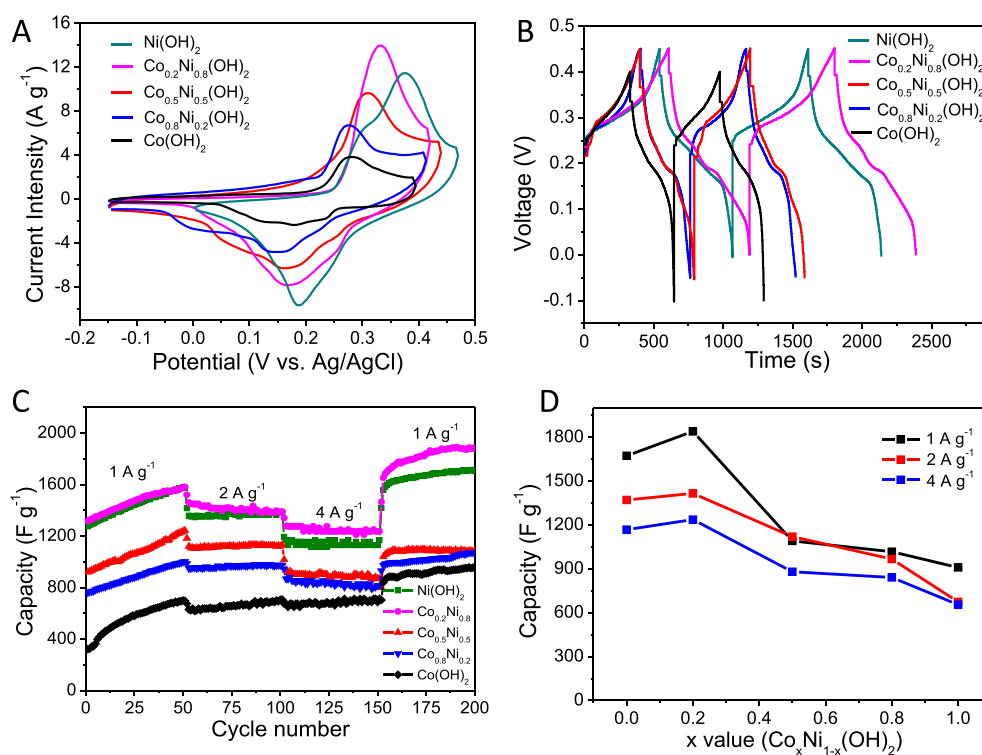 A
Current Intensity (A g⁻¹)
16
12
8
4
0
-4
-8
Ni(OH)₂
Co₀.₂Ni₀.₈(OH)₂
Co₀.₅Ni₀.₅(OH)₂
Co₀.₈Ni₀.₂(OH)₂
Co(OH)₂
-0.2 -0.1 0.0 0.1 0.2 0.3 0.4 0.5
Potential (V vs. Ag/AgCl)
B
Voltage (V)
0.5
0.4
0.3
0.2
0.1
0.0
-0.1
Ni(OH)₂
Co₀.₂Ni₀.₈(OH)₂
Co₀.₅Ni₀.₅(OH)₂
Co₀.₈Ni₀.₂(OH)₂
Co(OH)₂
0 500 1000 1500 2000 2500
Time (s)
C
Capacity (F g⁻¹)
2000
1600
1200
800
400
0
1 A g⁻¹
2 A g⁻¹
4 A g⁻¹
1 A g⁻¹
Ni(OH)₂
Co₀.₂Ni₀.₈
Co₀.₅Ni₀.₅
Co₀.₈Ni₀.₂
Co(OH)₂
0 25 50 75 100 125 150 175 200
Cycle number
D
Capacity (F g⁻¹)
1800
1500
1200
900
600
300
0
1 A g⁻¹
2 A g⁻¹
4 A g⁻¹
0.0 0.2 0.4 0.6 0.8 1.0
x value (CoₓNi₁₋ₓ(OH)₂)